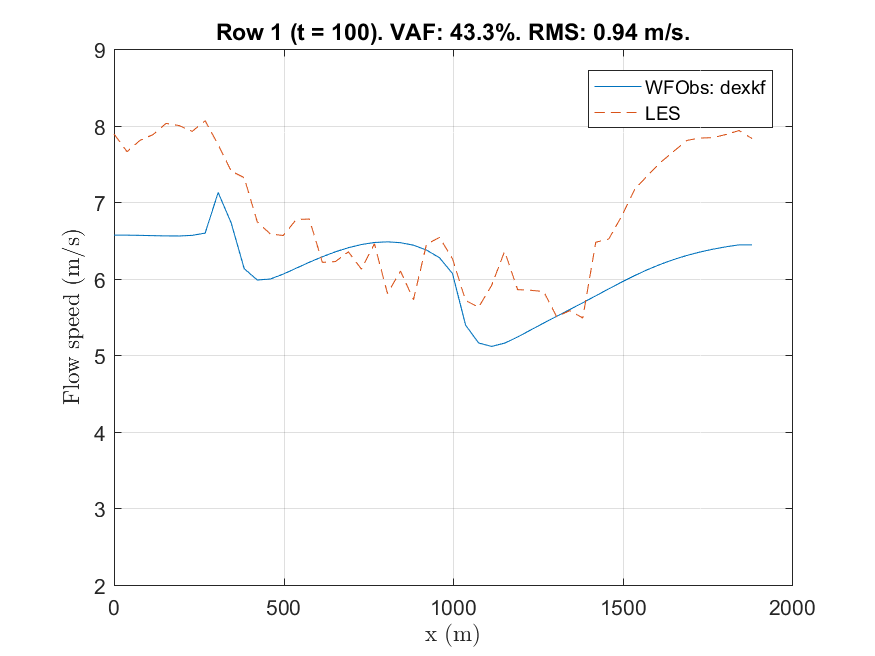 Row 1 (t = 100). VAF: 43.3%. RMS: 0.94 m/s.
WFObs: dexkf
LES
Flow speed (m/s)
9
8
7
6
5
4
3
2
0 500 1000 1500 2000
x (m)